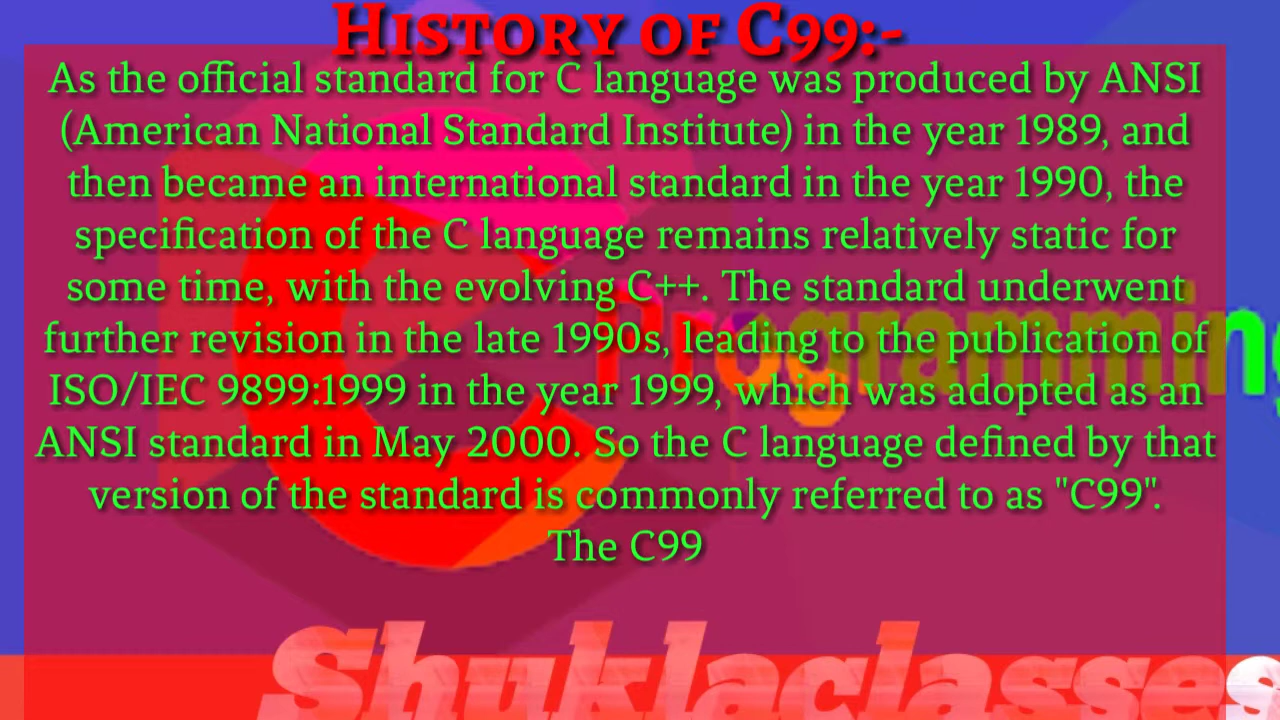 History of C99:-
As the official standard for C language was produced by ANSI
(American National Standard Institute) in the year 1989, and
then became an international standard in the year 1990, the
specification of the C language remains relatively static for
some time, with the evolving C++. The standard underwent
further revision in the late 1990s, leading to the publication of
ISO/IEC 9899:1999 in the year 1999, which was adopted as an
ANSI standard in May 2000. So the C language defined by that
version of the standard is commonly referred to as "C99".
The C99
C
Programming
Shuklaclasses